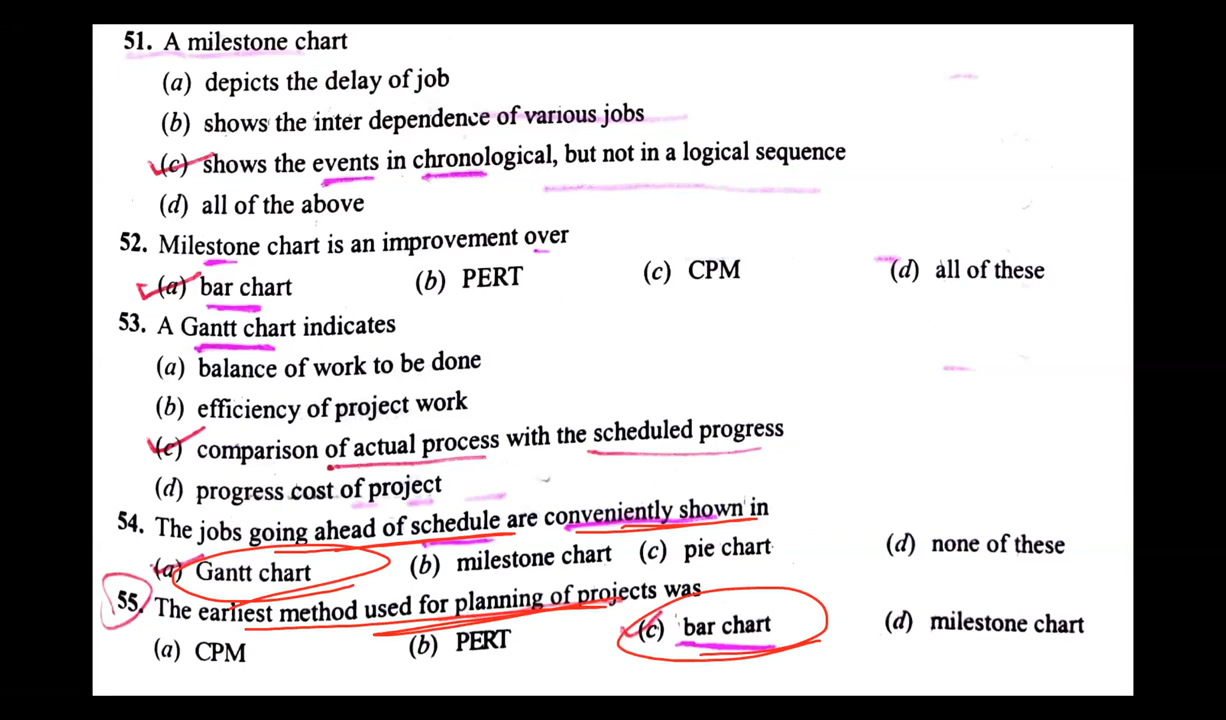 51. A milestone chart
(a) depicts the delay of job
(b) shows the inter dependence of various jobs
(c) shows the events in chronological, but not in a logical sequence
(d) all of the above
52. Milestone chart is an improvement over
(a) bar chart (b) PERT (c) CPM (d) all of these
53. A Gantt chart indicates
(a) balance of work to be done
(b) efficiency of project work
(c) comparison of actual process with the scheduled progress
(d) progress cost of project
54. The jobs going ahead of schedule are conveniently shown in
(a) Gantt chart (b) milestone chart (c) pie chart (d) none of these
55. The earliest method used for planning of projects was
(a) CPM (b) PERT (c) bar chart (d) milestone chart